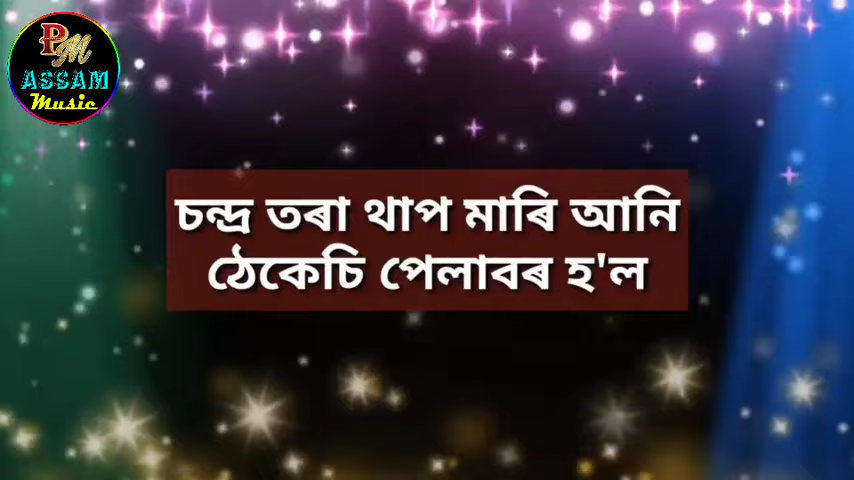 PM
ASSAM
Music
চন্দ্ৰ তৰা থাপ মাৰি আনি
ঠেকেচি পেলাবৰ হ'ল